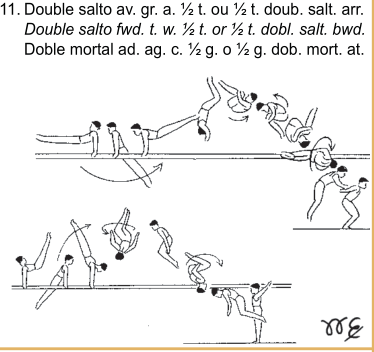 11. Double salto av. gr. a. ½ t. ou ½ t. doub. salt. arr.
Double salto fwd. t. w. ½ t. or ½ t. dobl. salt. bwd.
Doble mortal ad. ag. c. ½ g. o ½ g. dob. mort. at.